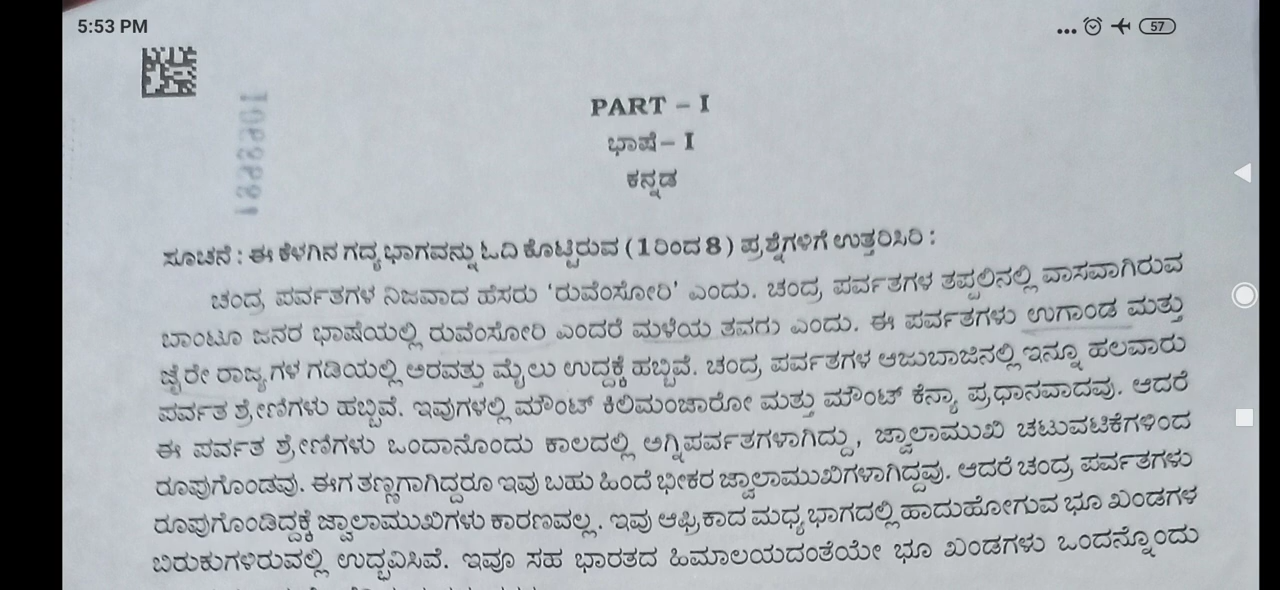 5:53 PM
... 57
PART – I
ಭಾಷೆ – I
ಕನ್ನಡ
ಸೂಚನೆ : ಈ ಕೆಳಗಿನ ಗದ್ಯ ಭಾಗವನ್ನು ಓದಿ ಕೊಟ್ಟಿರುವ ( 1 ರಿಂದ 8 ) ಪ್ರಶ್ನೆಗಳಿಗೆ ಉತ್ತರಿಸಿರಿ :
ಚಂದ್ರ ಪರ್ವತಗಳ ನಿಜವಾದ ಹೆಸರು ‘ರುವೆಂಸೋರಿ’ ಎಂದು. ಚಂದ್ರ ಪರ್ವತಗಳ ತಪ್ಪಲಿನಲ್ಲಿ ವಾಸವಾಗಿರುವ
ಬಾಂಟೂ ಜನರ ಭಾಷೆಯಲ್ಲಿ ರುವೆಂಸೋರಿ ಎಂದರೆ ಮಳೆಯ ತವರು ಎಂದು. ಈ ಪರ್ವತಗಳು ಉಗಾಂಡ ಮತ್ತು
ಜೈರೇ ರಾಜ್ಯಗಳ ಗಡಿಯಲ್ಲಿ ಅರವತ್ತು ಮೈಲು ಉದ್ದಕ್ಕೆ ಹಬ್ಬಿವೆ. ಚಂದ್ರ ಪರ್ವತಗಳ ಆಜುಬಾಜಿನಲ್ಲಿ ಇನ್ನೂ ಹಲವಾರು
ಪರ್ವತ ಶ್ರೇಣಿಗಳು ಹಬ್ಬಿವೆ. ಇವುಗಳಲ್ಲಿ ಮೌಂಟ್ ಕಿಲಿಮಂಜಾರೋ ಮತ್ತು ಮೌಂಟ್ ಕೆನ್ಯಾ ಪ್ರಧಾನವಾದವು. ಆದರೆ
ಈ ಪರ್ವತ ಶ್ರೇಣಿಗಳು ಒಂದಾನೊಂದು ಕಾಲದಲ್ಲಿ ಅಗ್ನಿಪರ್ವತಗಳಾಗಿದ್ದು, ಜ್ವಾಲಾಮುಖಿ ಚಟುವಟಿಕೆಗಳಿಂದ
ರೂಪುಗೊಂಡವು. ಈಗ ತಣ್ಣಗಾಗಿದ್ದರೂ ಇವು ಬಹು ಹಿಂದೆ ಭೀಕರ ಜ್ವಾಲಾಮುಖಿಗಳಾಗಿದ್ದವು. ಆದರೆ ಚಂದ್ರ ಪರ್ವತಗಳು
ರೂಪುಗೊಂಡಿದ್ದಕ್ಕೆ ಜ್ವಾಲಾಮುಖಿಗಳು ಕಾರಣವಲ್ಲ. ಇವು ಆಫ್ರಿಕಾದ ಮಧ್ಯಭಾಗದಲ್ಲಿ ಹಾದುಹೋಗುವ ಭೂ ಖಂಡಗಳ
ಬಿರುಕುಗಳಿರುವಲ್ಲಿ ಉದ್ಭವಿಸಿವೆ. ಇವೂ ಸಹ ಭಾರತದ ಹಿಮಾಲಯದಂತೆಯೇ ಭೂ ಖಂಡಗಳು ಒಂದನ್ನೊಂದು